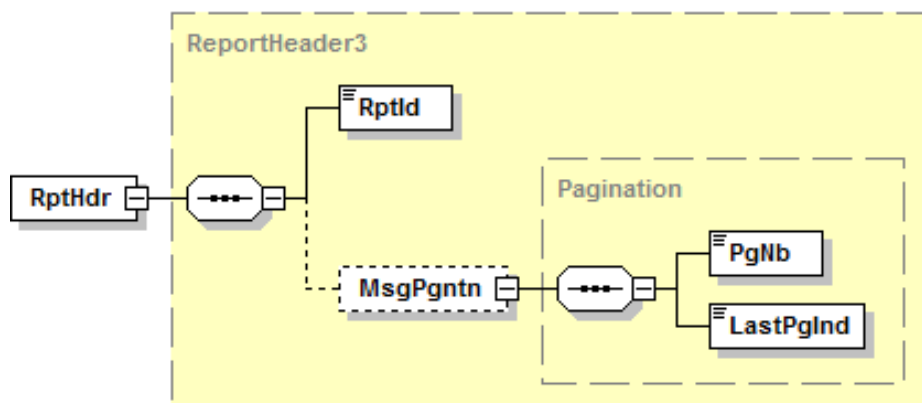 ReportHeader3
RptId
RptHdr
Pagination
PgNb
MsgPgntn
LastPgInd